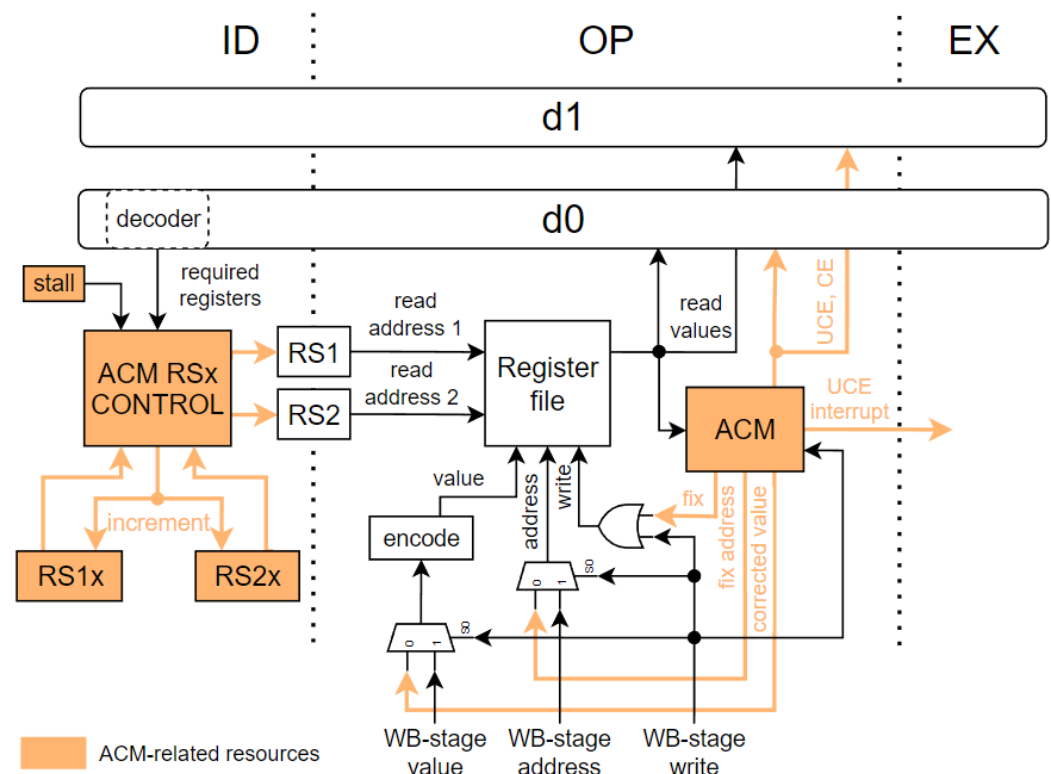 ID
OP
EX
d1
d0
decoder
stall
required
registers
read
address 1
read
values
UCE, CE
ACM RSx
CONTROL
RS1
Register
file
read
address 2
RS2
ACM
UCE
interrupt
value
address
write
fix
fix address
corrected value
increment
encode
RS1x
RS2x
0
1
S0
0
1
S0
WB-stage
value
WB-stage
address
WB-stage
write
ACM-related resources